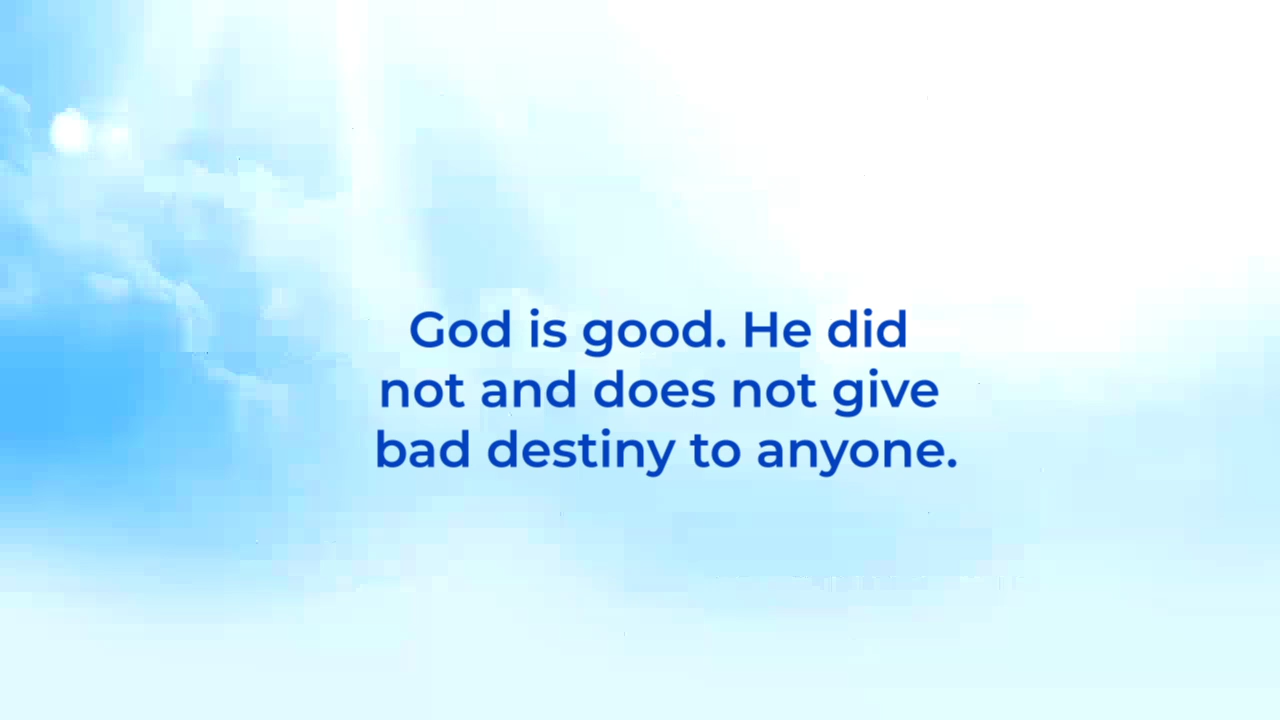 God is good. He did
not and does not give
bad destiny to anyone.